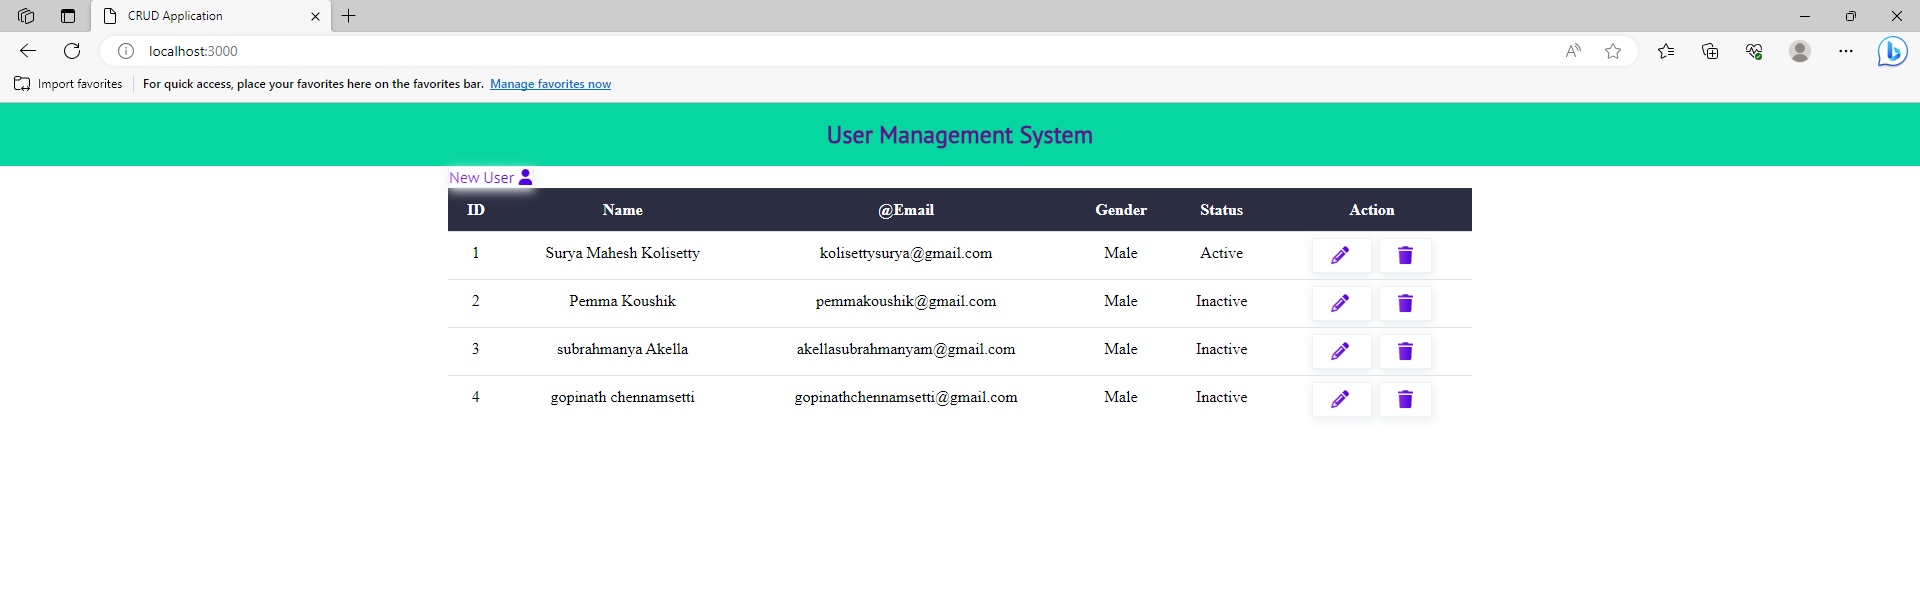 CRUD Application
localhost:3000
Import favorites For quick access, place your favorites here on the favorites bar. Manage favorites now
User Management System
New User
ID Name @Email Gender Status Action
1 Surya Mahesh Kolisetty kolisettysurya@gmail.com Male Active
2 Pemma Koushik pemmakoushik@gmail.com Male Inactive
3 subrahmanya Akella akellasubrahmanyam@gmail.com Male Inactive
4 gopinath chennamsetti gopinathchennamsetti@gmail.com Male Inactive